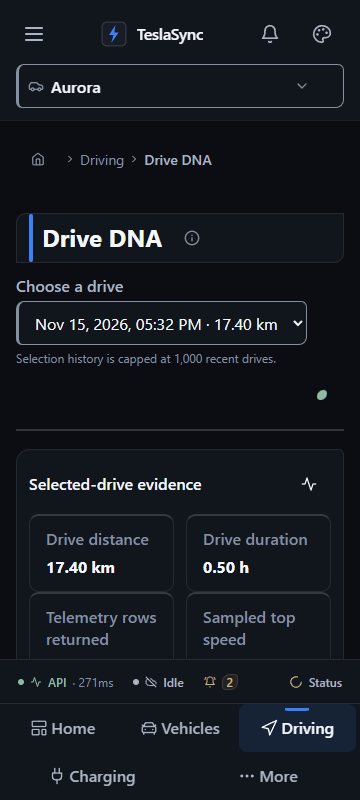 TeslaSync
Aurora
Driving
Drive DNA
Drive DNA
Choose a drive
Nov 15, 2026, 05:32 PM · 17.40 km
Selection history is capped at 1,000 recent drives.
Selected-drive evidence
Drive distance
17.40 km
Drive duration
0.50 h
Telemetry rows
returned
Sampled top
speed
API · 271ms
Idle
2
Status
Home
Vehicles
Driving
Charging
More